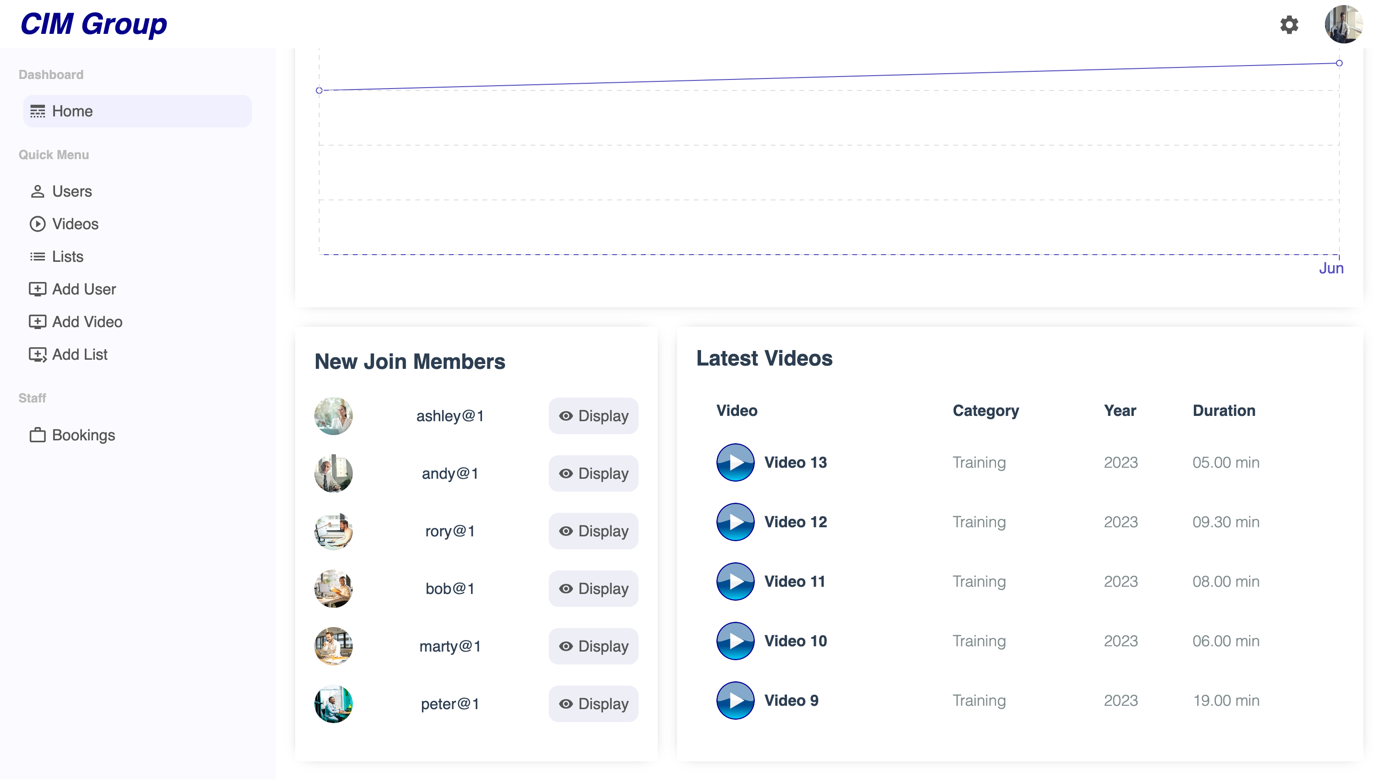 CIM Group
Dashboard
Home
Quick Menu
Users
Videos
Lists
Add User
Add Video
Add List
Staff
Bookings
Jun
New Join Members
ashley@1 Display
andy@1 Display
rory@1 Display
bob@1 Display
marty@1 Display
peter@1 Display
Latest Videos
Video Category Year Duration
Video 13 Training 2023 05.00 min
Video 12 Training 2023 09.30 min
Video 11 Training 2023 08.00 min
Video 10 Training 2023 06.00 min
Video 9 Training 2023 19.00 min